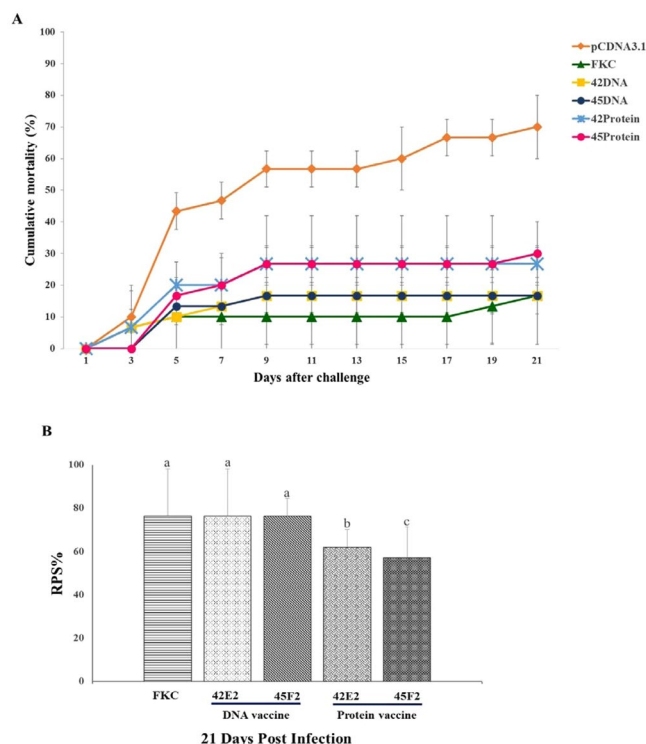 A
100
90
80
70
60
50
40
30
20
10
0
Cumulative mortality (%)
1 3 5 7 9 11 13 15 17 19 21
Days after challenge
pCDNA3.1
FKC
42DNA
45DNA
42Protein
45Protein
B
100
80
60
40
20
0
RPS%
a a a b c
FKC 42E2 45F2 42E2 45F2
DNA vaccine Protein vaccine
21 Days Post Infection